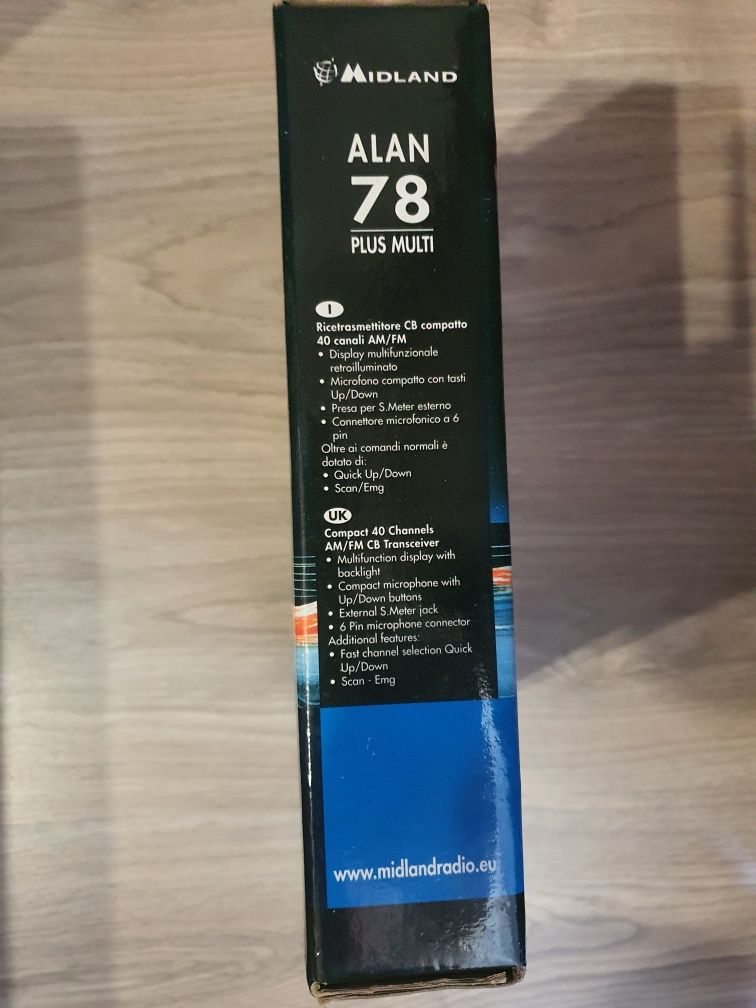 MIDLAND
ALAN
78
PLUS MULTI
I
Ricetrasmettitore CB compatto
40 canali AM/FM
• Display multifunzionale
retroilluminato
• Microfono compatto con tasti
Up/Down
• Presa per S.Meter esterno
• Connettore microfonico a 6
pin
Oltre ai comandi normali è
dotato di:
• Quick Up/Down
• Scan/Emg
UK
Compact 40 Channels
AM/FM CB Transceiver
• Multifunction display with
backlight
• Compact microphone with
Up/Down buttons
• External S.Meter jack
• 6 Pin microphone connector
Additional features:
• Fast channel selection Quick
Up/Down
• Scan - Emg
www.midlandradio.eu